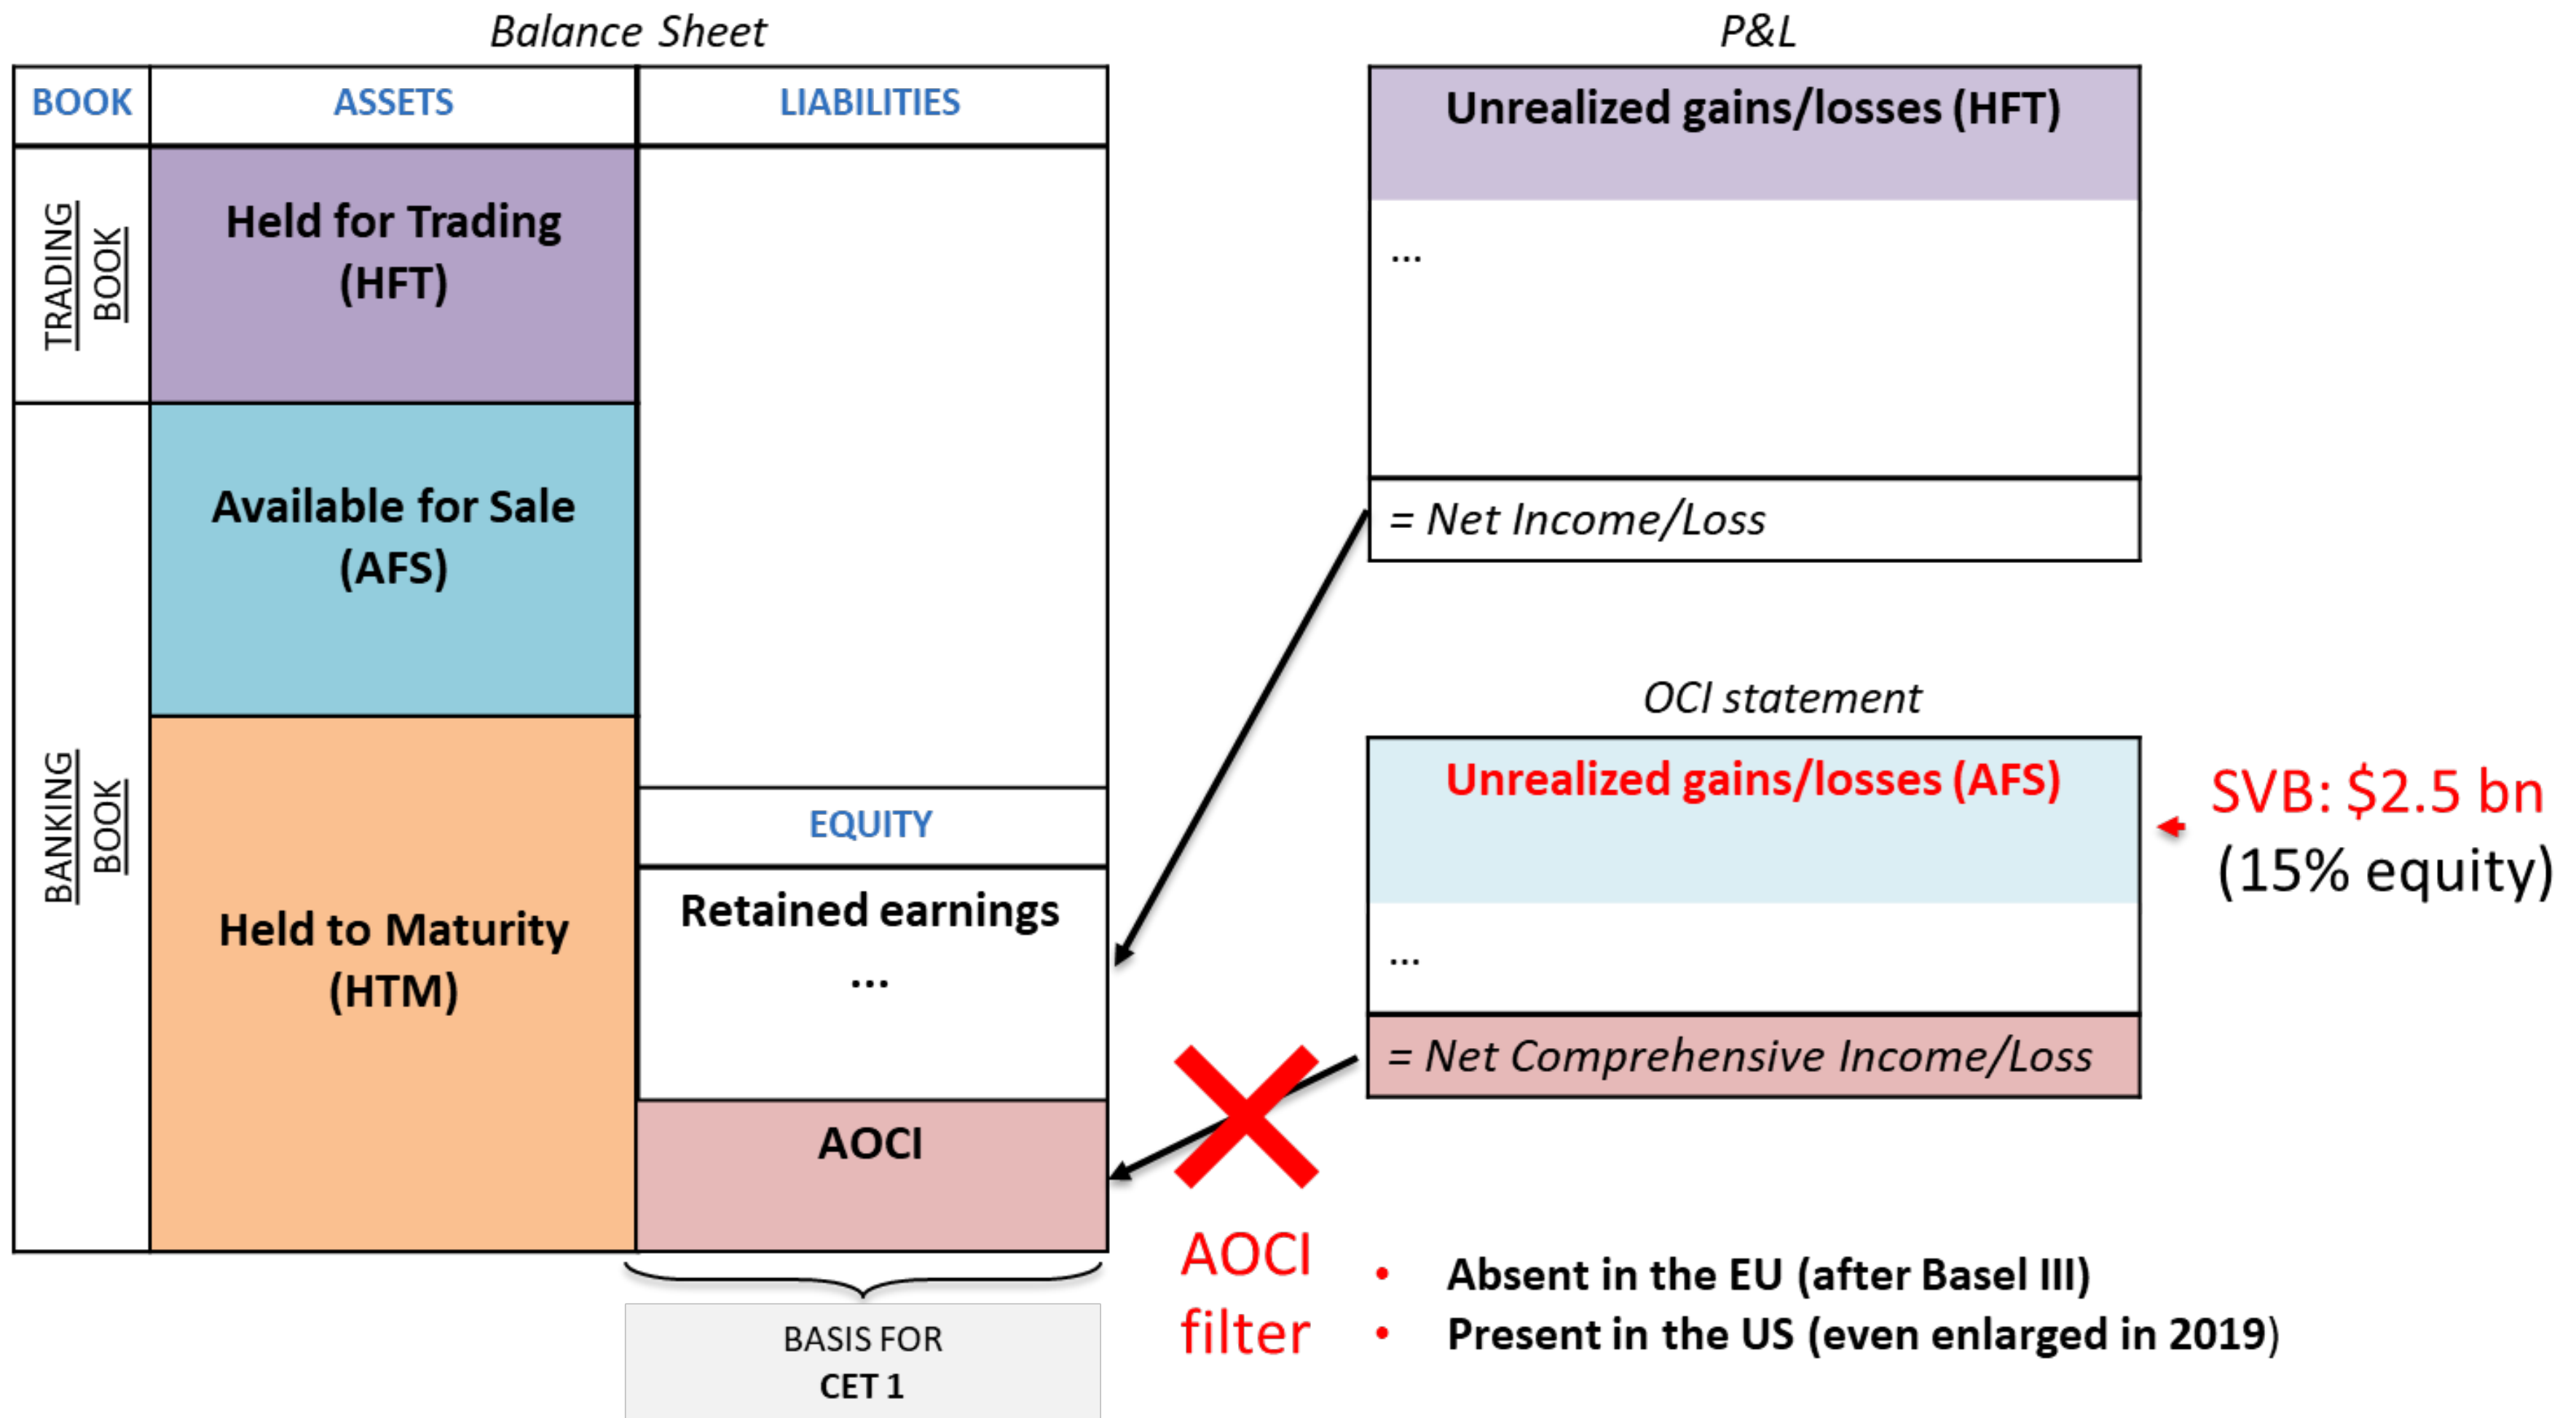 Balance Sheet
BOOK
ASSETS
LIABILITIES
TRADING
BOOK
Held for Trading
(HFT)
Available for Sale
(AFS)
BANKING
BOOK
Held to Maturity
(HTM)
EQUITY
Retained earnings
...
AOCI
BASIS FOR
CET 1
P&L
Unrealized gains/losses (HFT)
...
= Net Income/Loss
OCI statement
Unrealized gains/losses (AFS)
...
= Net Comprehensive Income/Loss
SVB: $2.5 bn
(15% equity)
AOCI
filter
• Absent in the EU (after Basel III)
• Present in the US (even enlarged in 2019)